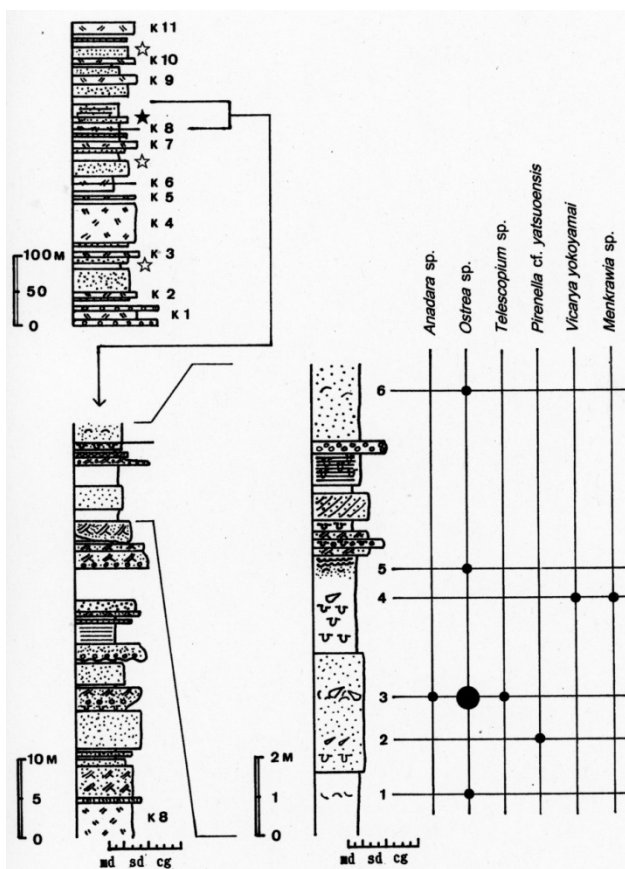 K 11
K 10
K 9
K 8
K 7
K 6
K 5
K 4
K 3
K 2
K 1
100 M
50
0
Anadara sp.
Ostrea sp.
Telescopium sp.
Pirenella cf. yatsuoensis
Vicarya yokoyamai
Menkrawia sp.
6
5
4
3
2
1
10 M
5
0
K 8
md sd cg
2 M
1
0
md sd cg